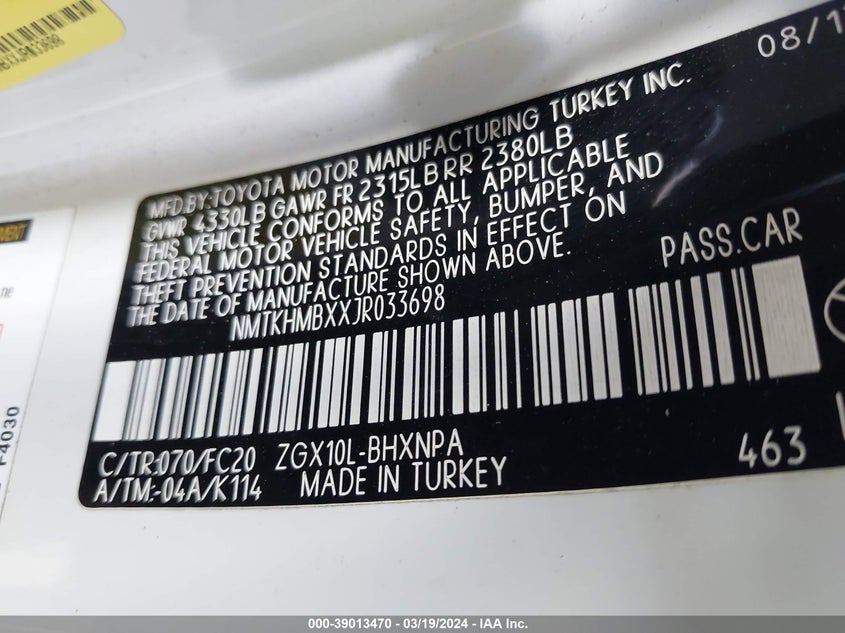 08/1
MFD.BY:TOYOTA MOTOR MANUFACTURING TURKEY INC.
GVWR 4330LB GAWR FR 2315LB RR 2380LB
THIS VEHICLE CONFORMS TO ALL APPLICABLE
FEDERAL MOTOR VEHICLE SAFETY, BUMPER, AND
THEFT PREVENTION STANDARDS IN EFFECT ON
THE DATE OF MANUFACTURE SHOWN ABOVE.
NMTKHMBXXJR033698
PASS.CAR
C/TR:070/FC20 ZGX10L-BHXNPA
A/TM:-04A/K114 MADE IN TURKEY
463
F4030
000-39013470 - 03/19/2024 - IAA Inc.